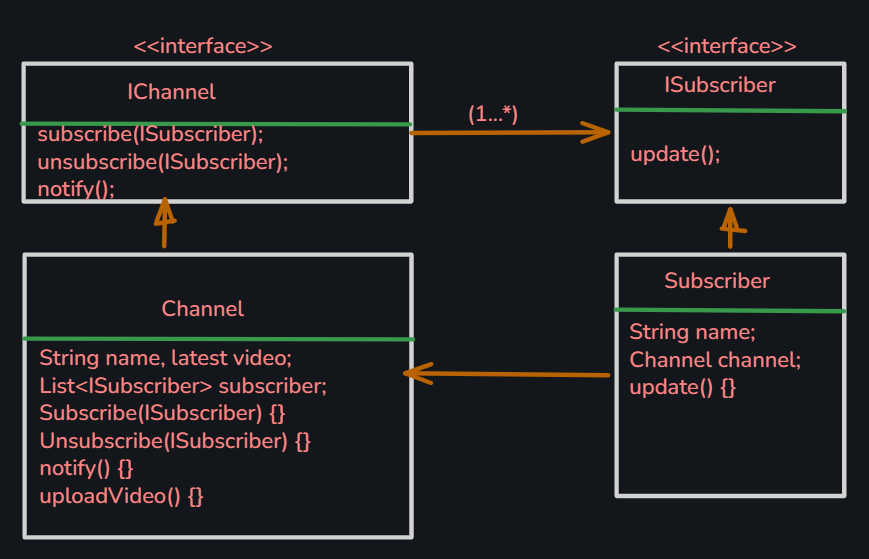 <<interface>>
IChannel
subscribe(ISubscriber);
unsubscribe(ISubscriber);
notify();
(1...*)
<<interface>>
ISubscriber
update();
Channel
String name, latest video;
List<ISubscriber> subscriber;
Subscribe(ISubscriber) {}
Unsubscribe(ISubscriber) {}
notify() {}
uploadVideo() {}
Subscriber
String name;
Channel channel;
update() {}